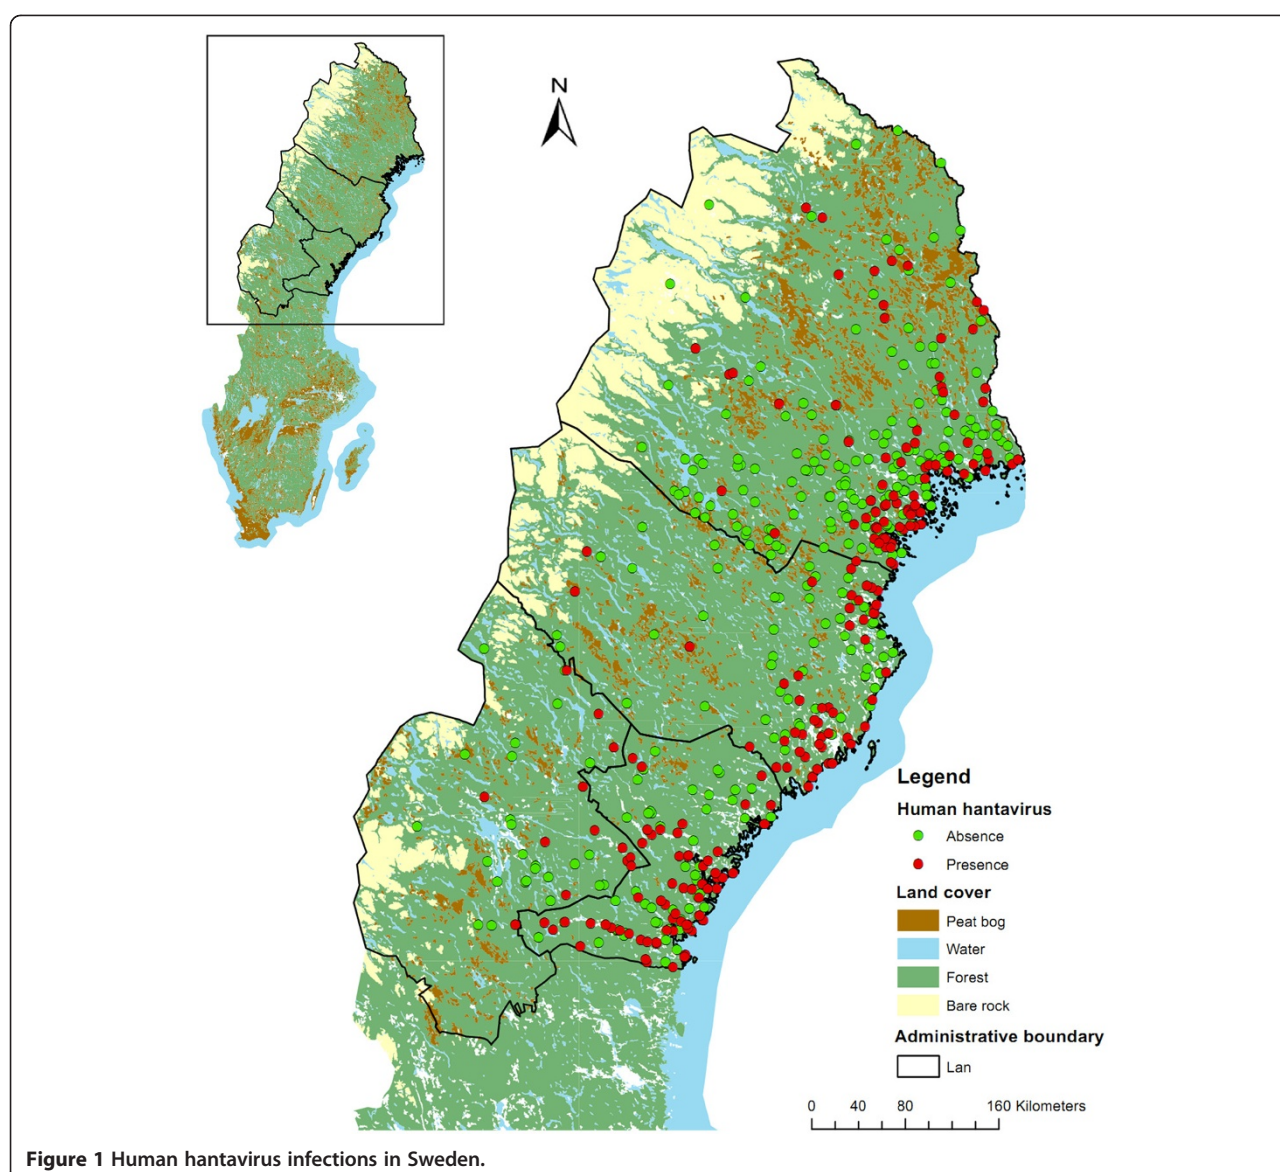 N
Legend
Human hantavirus
Absence
Presence
Land cover
Peat bog
Water
Forest
Bare rock
Administrative boundary
Lan
0 40 80 160 Kilometers
Figure 1 Human hantavirus infections in Sweden.